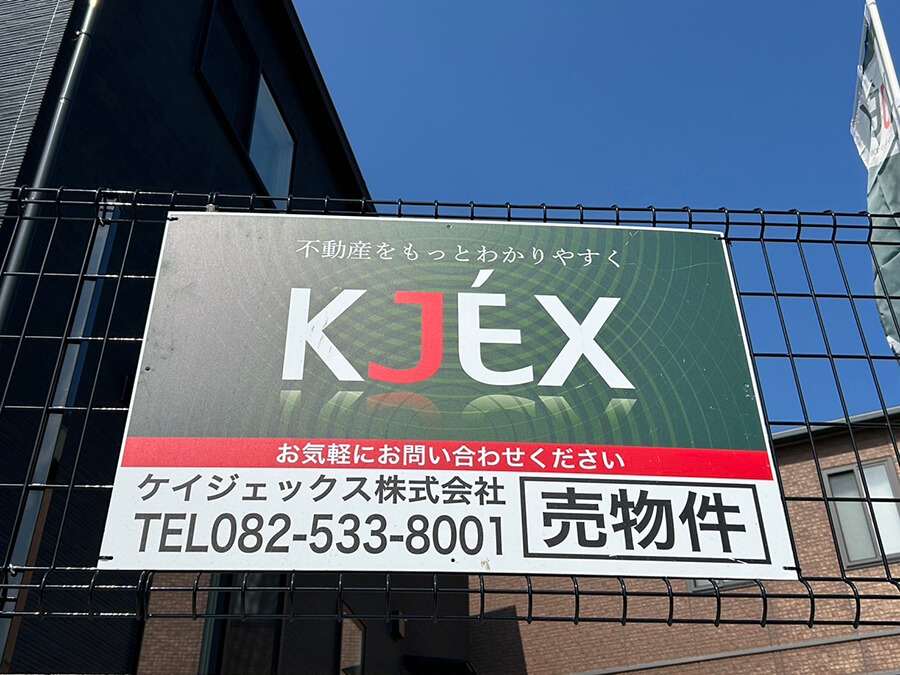 不動産をもっとわかりやすく
KJÉX
お気軽にお問い合わせください
ケイジェックス株式会社
TEL082-533-8001
売物件